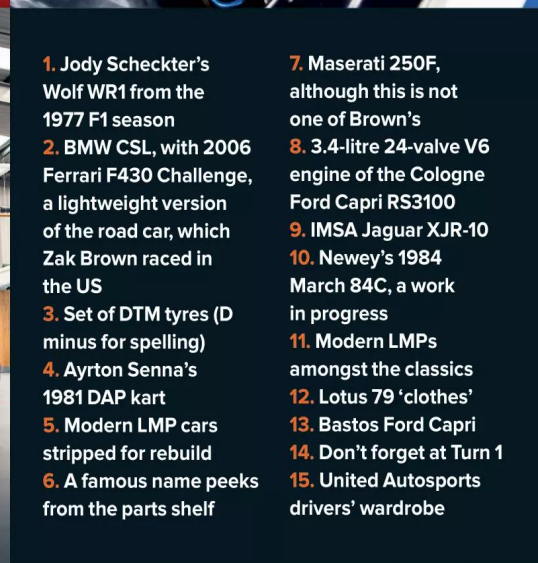 1. Jody Scheckter’s
Wolf WR1 from the
1977 F1 season
2. BMW CSL, with 2006
Ferrari F430 Challenge,
a lightweight version
of the road car, which
Zak Brown raced in
the US
3. Set of DTM tyres (D
minus for spelling)
4. Ayrton Senna’s
1981 DAP kart
5. Modern LMP cars
stripped for rebuild
6. A famous name peeks
from the parts shelf
7. Maserati 250F,
although this is not
one of Brown’s
8. 3.4-litre 24-valve V6
engine of the Cologne
Ford Capri RS3100
9. IMSA Jaguar XJR-10
10. Newey’s 1984
March 84C, a work
in progress
11. Modern LMPs
amongst the classics
12. Lotus 79 ‘clothes’
13. Bastos Ford Capri
14. Don’t forget at Turn 1
15. United Autosports
drivers’ wardrobe